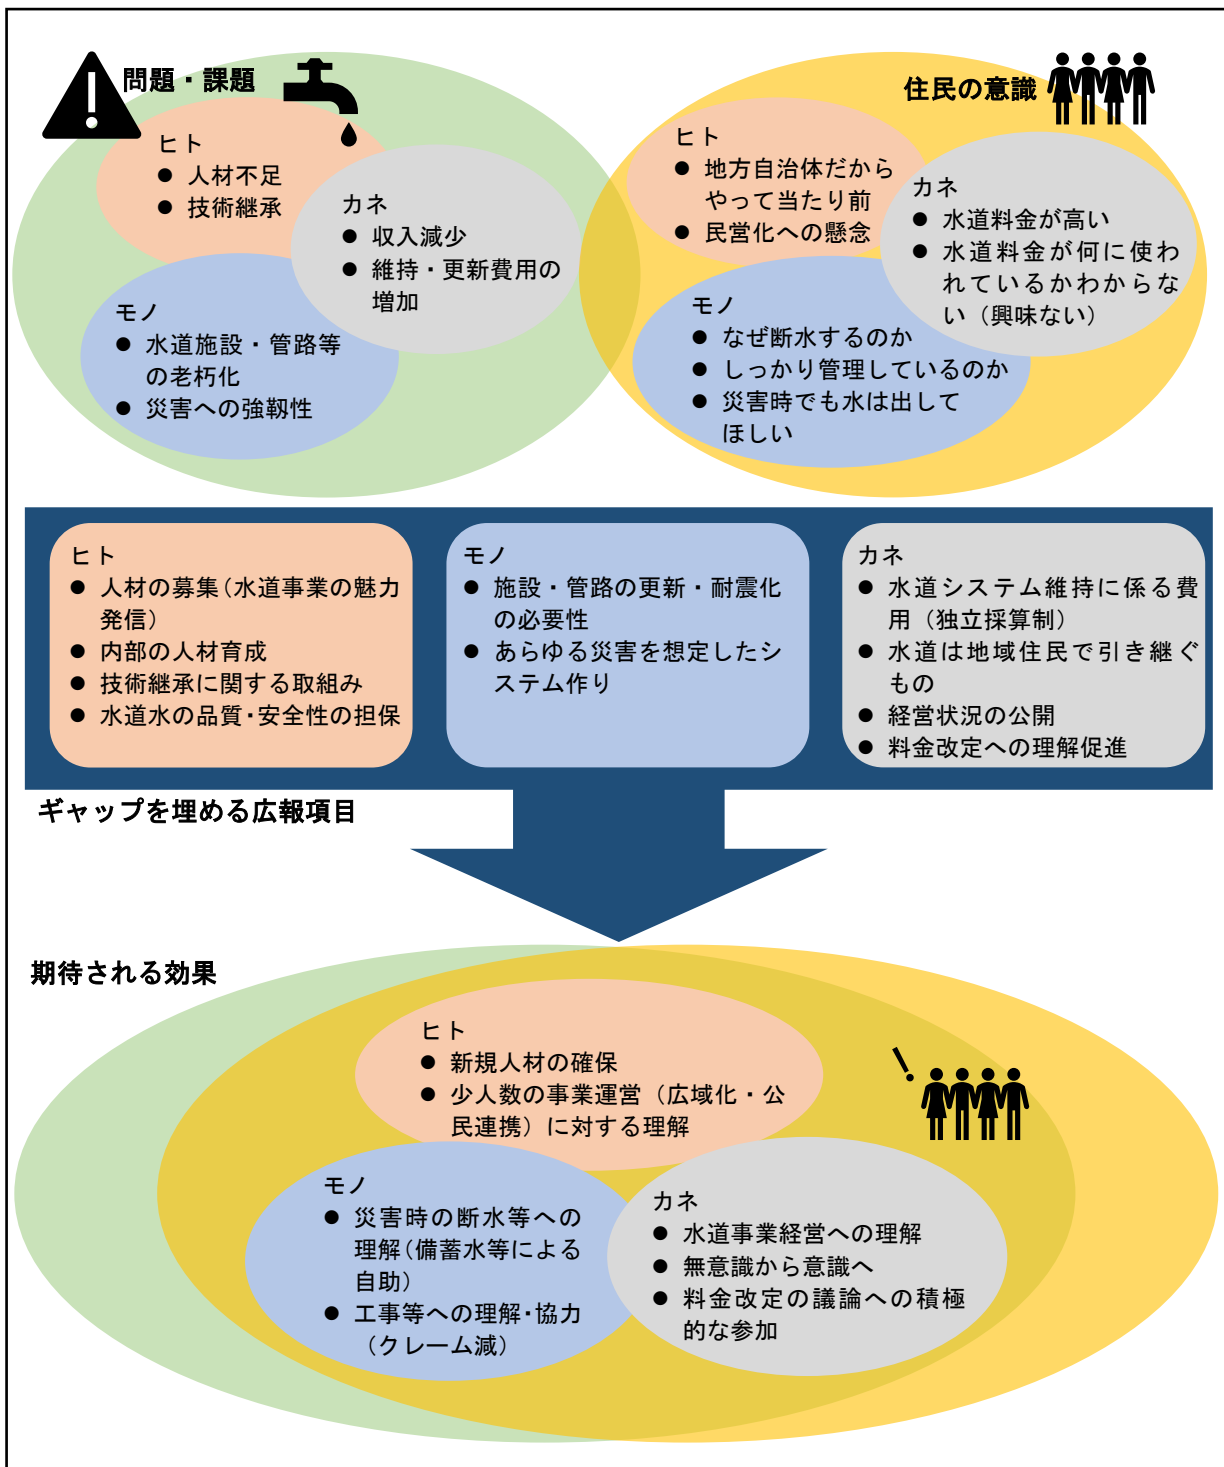 問題・課題
ヒト
● 人材不足
● 技術継承
カネ
● 収入減少
● 維持・更新費用の
増加
モノ
● 水道施設・管路等
の老朽化
● 災害への強靱性
住民の意識
ヒト
● 地方自治体だから
やって当たり前
● 民営化への懸念
カネ
● 水道料金が高い
● 水道料金が何に使わ
れているかわからな
い（興味ない）
モノ
● なぜ断水するのか
● しっかり管理しているのか
● 災害時でも水は出して
ほしい
ヒト
● 人材の募集（水道事業の魅力
発信）
● 内部の人材育成
● 技術継承に関する取組み
● 水道水の品質・安全性の担保
モノ
● 施設・管路の更新・耐震化
の必要性
● あらゆる災害を想定したシ
ステム作り
カネ
● 水道システム維持に係る費
用（独立採算制）
● 水道は地域住民で引き継ぐ
もの
● 経営状況の公開
● 料金改定への理解促進
ギャップを埋める広報項目
期待される効果
ヒト
● 新規人材の確保
● 少人数の事業運営（広域化・公
民連携）に対する理解
モノ
● 災害時の断水等への
理解（備蓄水等による
自助）
● 工事等への理解・協力
（クレーム減）
カネ
● 水道事業経営への理解
● 無意識から意識へ
● 料金改定の議論への積極
的な参加